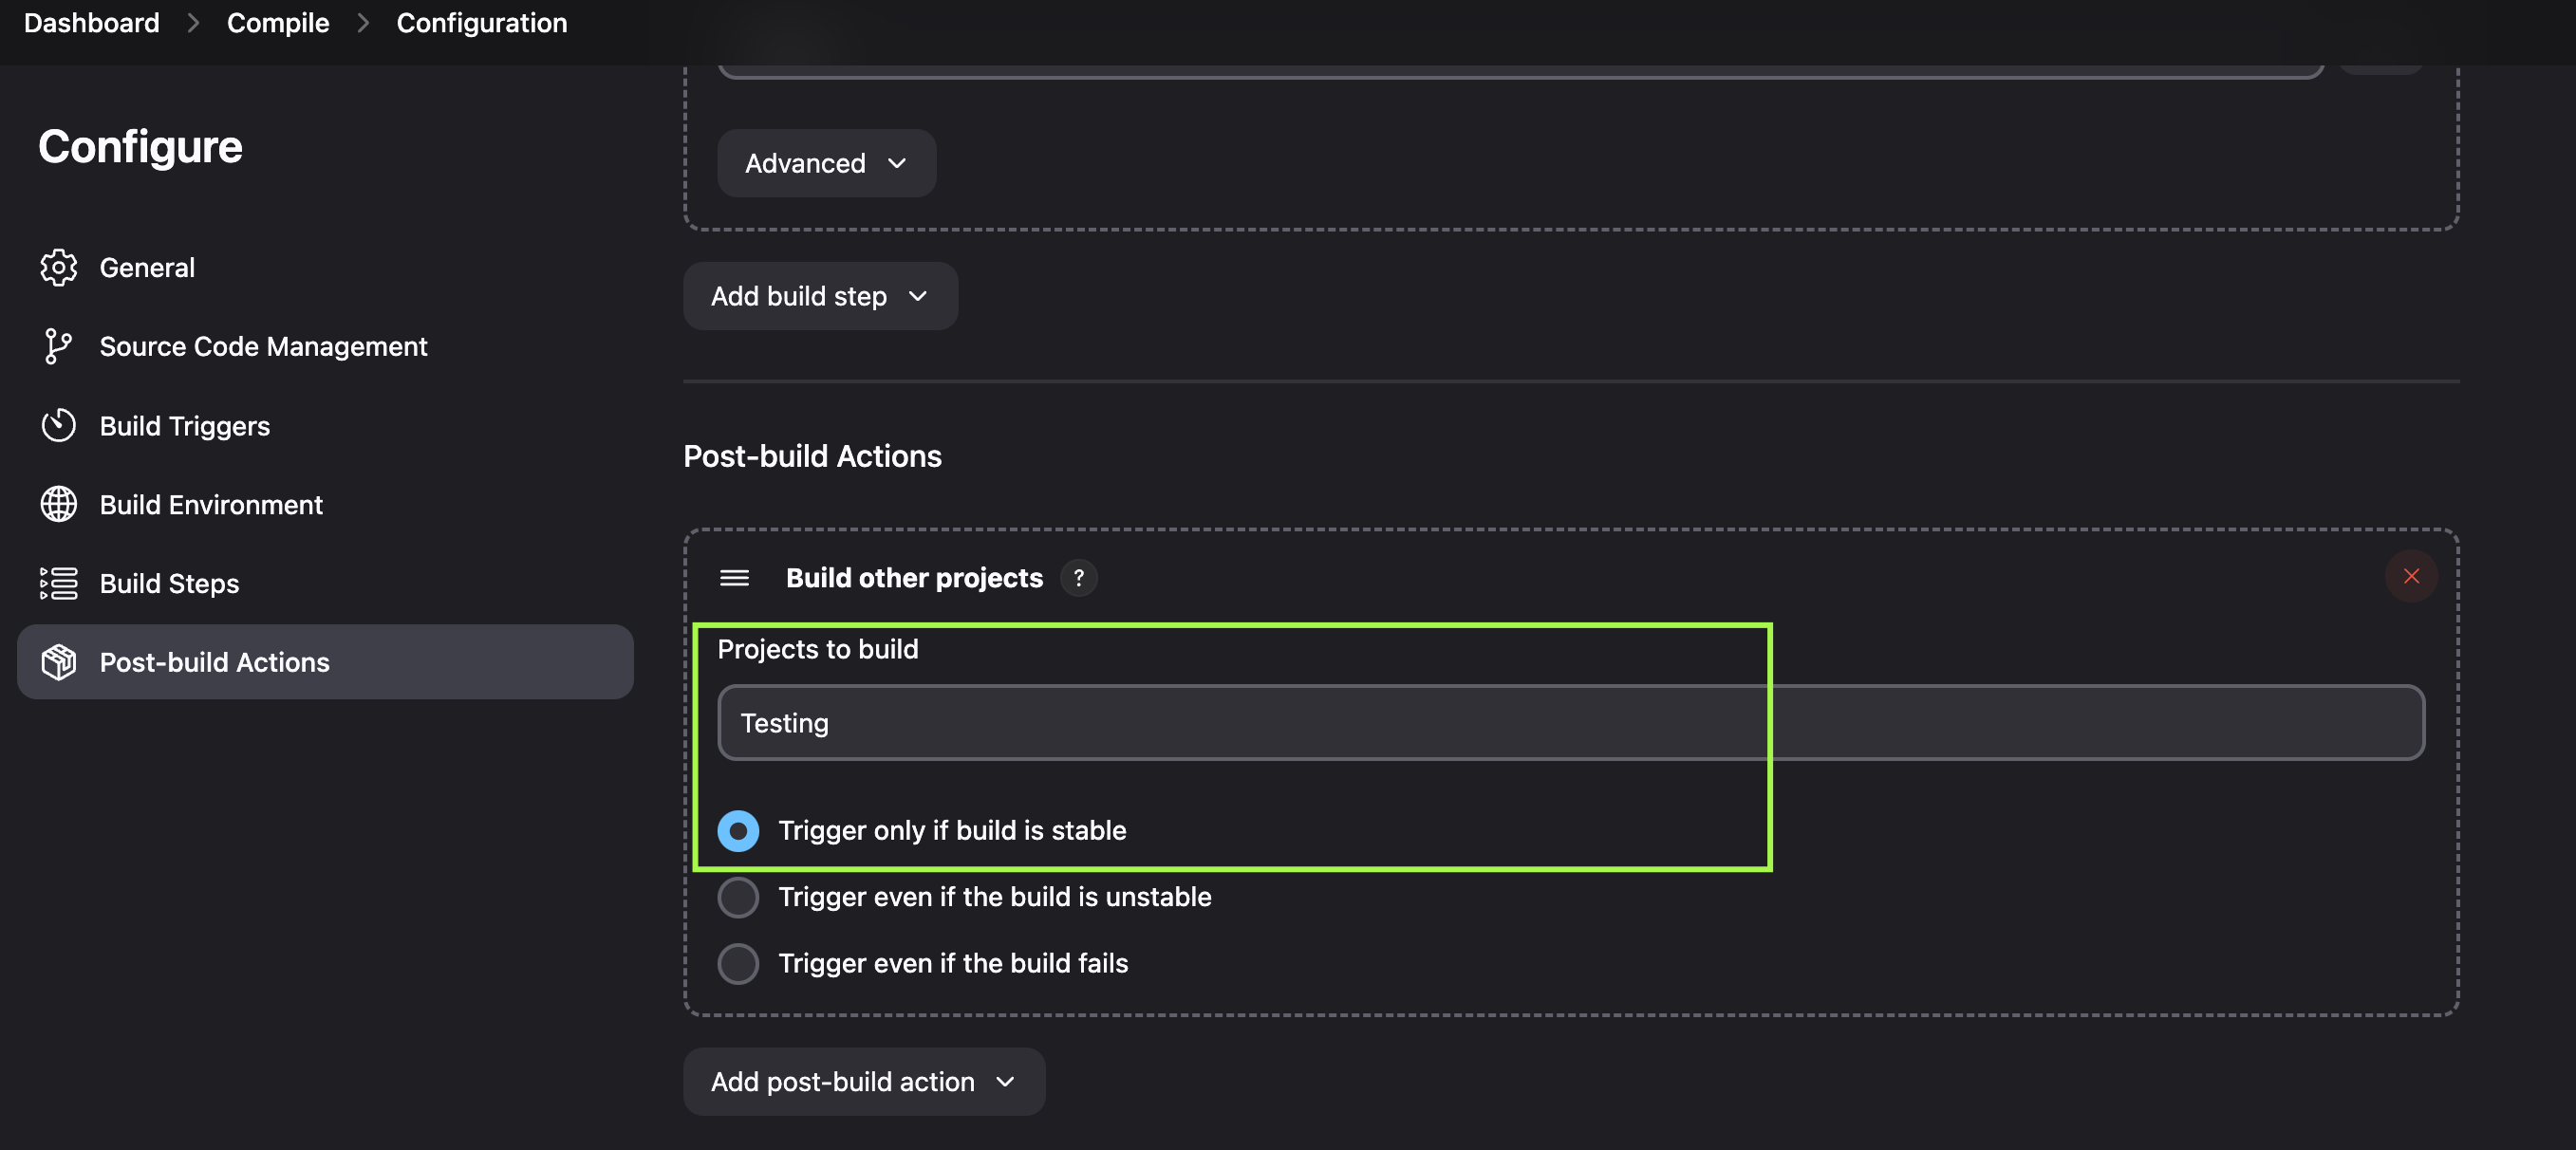 Dashboard > Compile > Configuration
Configure
General
Source Code Management
Build Triggers
Build Environment
Build Steps
Post-build Actions
Advanced
Add build step
Post-build Actions
Build other projects ?
Projects to build
Testing
Trigger only if build is stable
Trigger even if the build is unstable
Trigger even if the build fails
Add post-build action